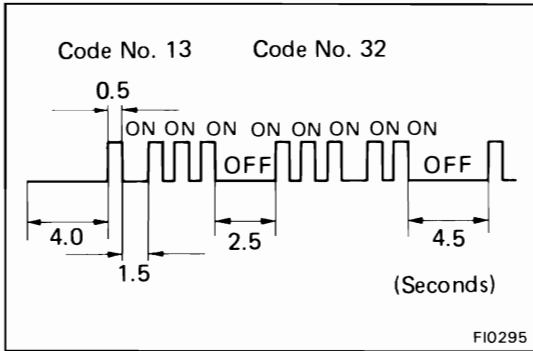 Code No. 13 Code No. 32
0.5
ON ON ON ON ON ON ON ON
OFF OFF
4.0 2.5 4.5
1.5
(Seconds)
FI0295